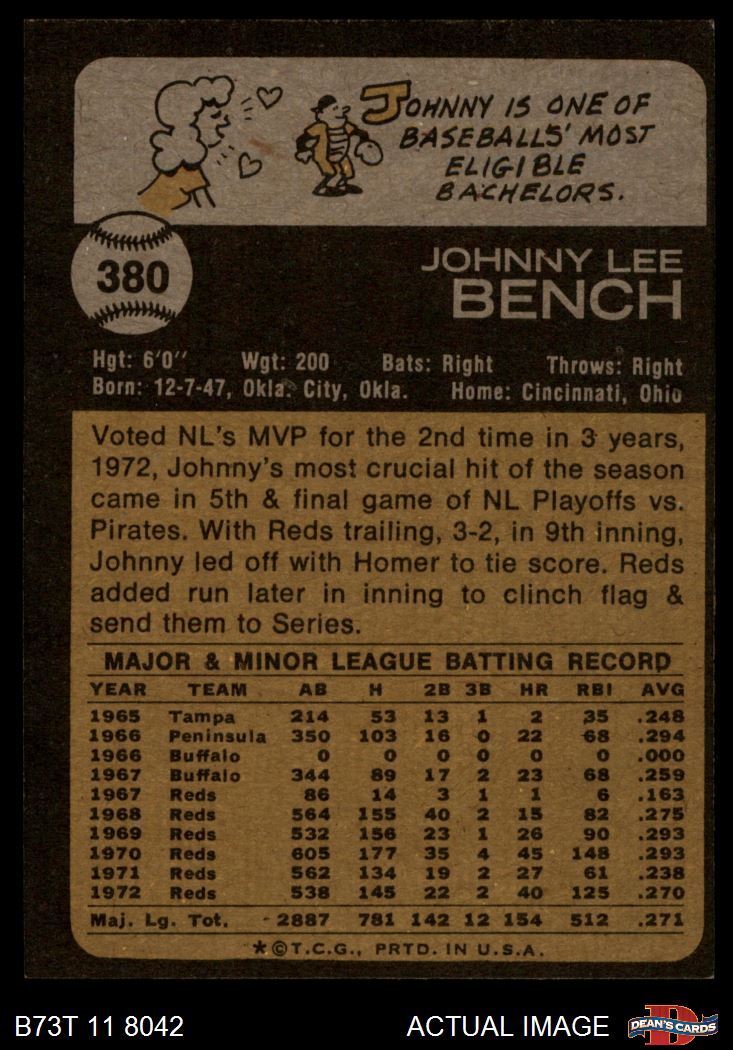 JOHNNY IS ONE OF
BASEBALLS' MOST
ELIGIBLE
BACHELORS.
380
JOHNNY LEE
BENCH
Hgt: 6'0" Wgt: 200 Bats: Right Throws: Right
Born: 12-7-47, Okla. City, Okla. Home: Cincinnati, Ohio
Voted NL's MVP for the 2nd time in 3 years,
1972, Johnny's most crucial hit of the season
came in 5th & final game of NL Playoffs vs.
Pirates. With Reds trailing, 3-2, in 9th inning,
Johnny led off with Homer to tie score. Reds
added run later in inning to clinch flag &
send them to Series.
MAJOR & MINOR LEAGUE BATTING RECORD
YEAR TEAM AB H 2B 3B HR RBI AVG
1965 Tampa 214 53 13 1 2 35 .248
1966 Peninsula 350 103 16 0 22 68 .294
1966 Buffalo 0 0 0 0 0 0 .000
1967 Buffalo 344 89 17 2 23 68 .259
1967 Reds 86 14 3 1 1 6 .163
1968 Reds 564 155 40 2 15 82 .275
1969 Reds 532 156 23 1 26 90 .293
1970 Reds 605 177 35 4 45 148 .293
1971 Reds 562 134 19 2 27 61 .238
1972 Reds 538 145 22 2 40 125 .270
Maj. Lg. Tot. 2887 781 142 12 154 512 .271
*©T.C.G., PRTD. IN U.S.A.
B73T 11 8042 ACTUAL IMAGE D DEAN'S CARDS